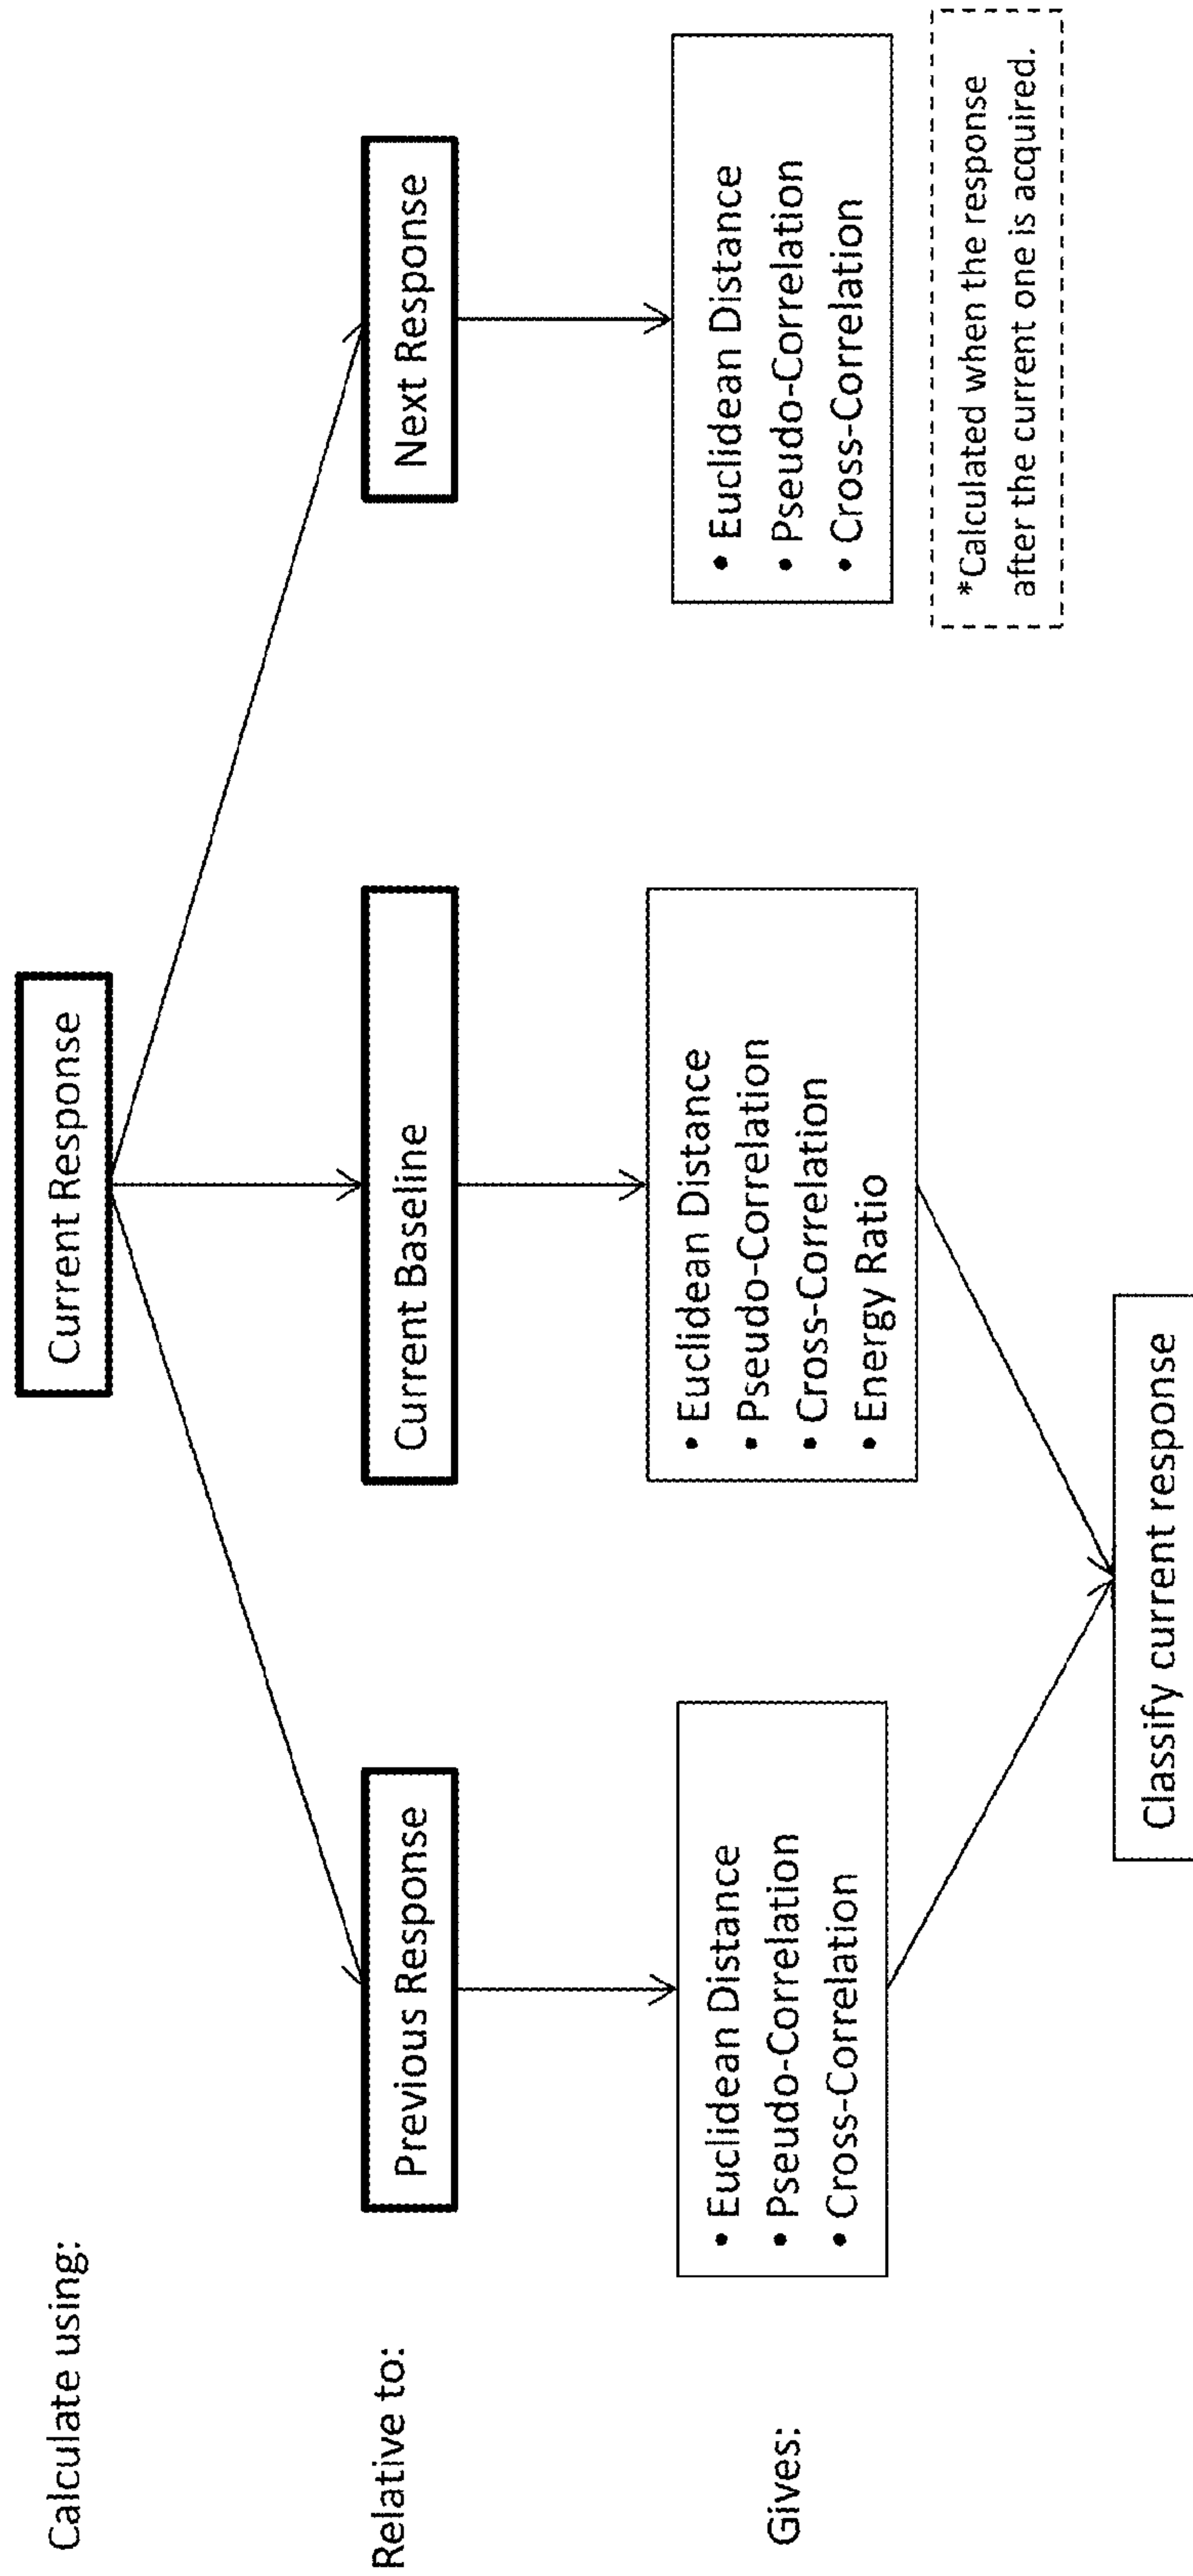 Calculate using:
Current Response
Relative to:
Previous Response
Current Baseline
Next Response
Gives:
• Euclidean Distance
• Pseudo-Correlation
• Cross-Correlation
• Euclidean Distance
• Pseudo-Correlation
• Cross-Correlation
• Energy Ratio
• Euclidean Distance
• Pseudo-Correlation
• Cross-Correlation
*Calculated when the response
after the current one is acquired.
Classify current response